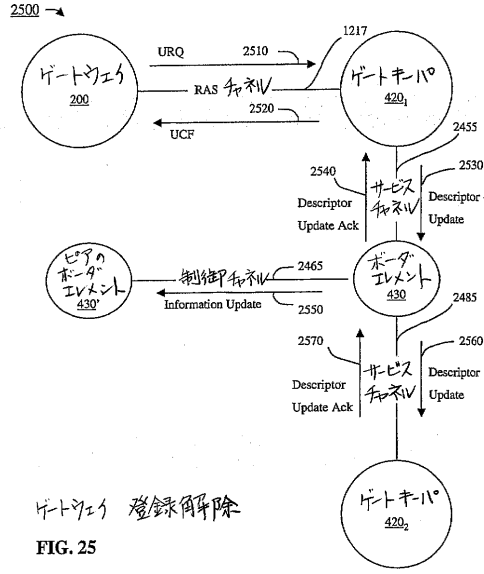 2500
URQ
2510
1217
ゲートウェイ
200
RAS チャネル
ゲートキーパ
420₁
2520
UCF
2455
2540
サービス
チャネル
2530
Descriptor
Update Ack
Descriptor
Update
ピアの
ボーダ
エレメント
430'
制御チャネル
2465
Information Update
2550
ボーダ
エレメント
430
2485
2570
サービス
チャネル
2560
Descriptor
Update Ack
Descriptor
Update
ゲートキーパ
420₂
ゲートウェイ 登録解除
FIG. 25